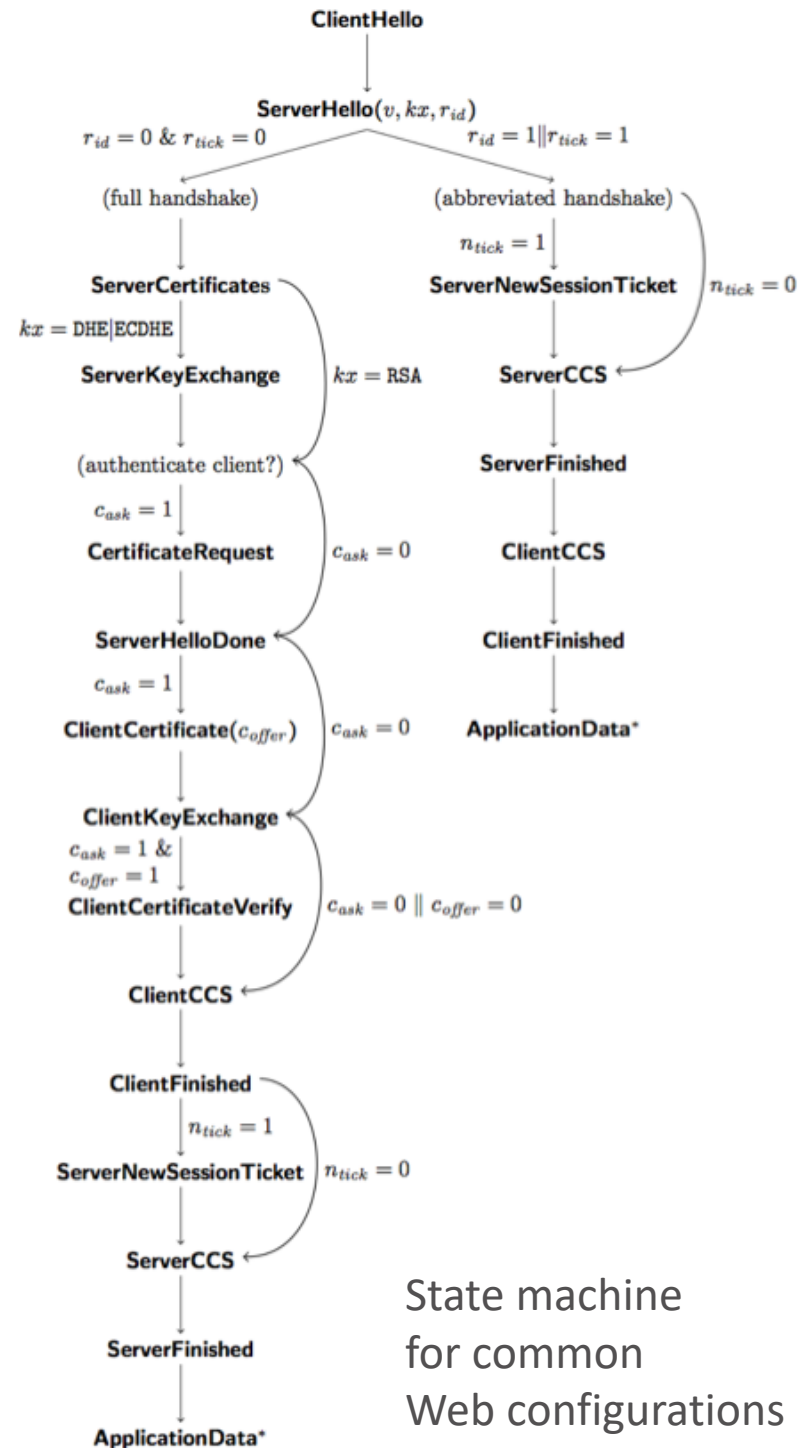 ClientHello
ServerHello(v, kx, r_id)
r_id = 0 & r_tick = 0
r_id = 1||r_tick = 1
(full handshake)
(abbreviated handshake)
n_tick = 1
n_tick = 0
ServerCertificates
ServerNewSessionTicket
kx = DHE|ECDHE
kx = RSA
ServerKeyExchange
ServerCCS
(authenticate client?)
ServerFinished
c_ask = 1
c_ask = 0
CertificateRequest
ClientCCS
ServerHelloDone
ClientFinished
c_ask = 1
c_ask = 0
ClientCertificate(c_offer)
ApplicationData*
ClientKeyExchange
c_ask = 1 &
c_offer = 1
c_ask = 0 || c_offer = 0
ClientCertificateVerify
ClientCCS
ClientFinished
n_tick = 1
n_tick = 0
ServerNewSessionTicket
ServerCCS
ServerFinished
ApplicationData*
State machine
for common
Web configurations